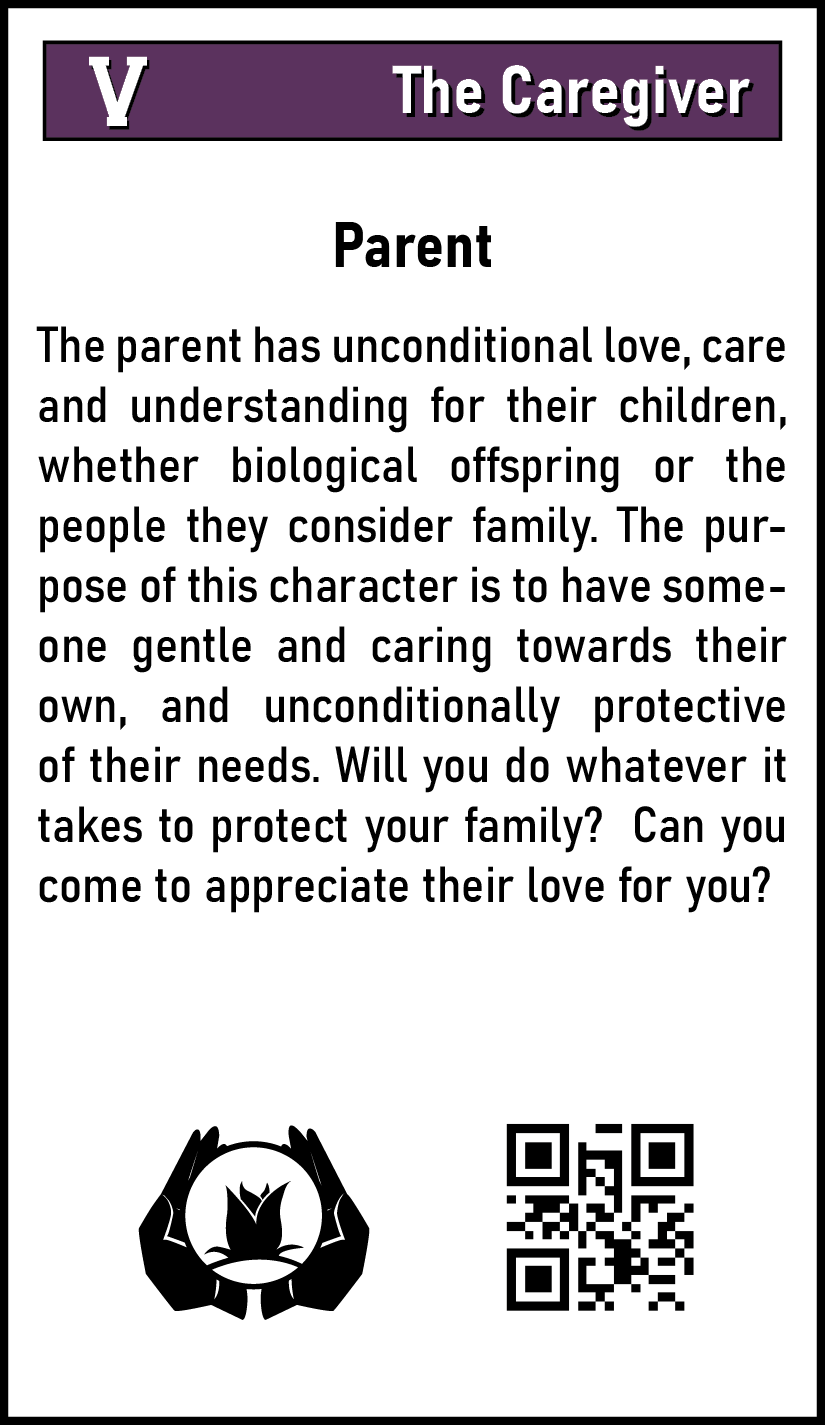 V The Caregiver
Parent
The parent has unconditional love, care
and understanding for their children,
whether biological offspring or the
people they consider family. The pur-
pose of this character is to have some-
one gentle and caring towards their
own, and unconditionally protective
of their needs. Will you do whatever it
takes to protect your family?  Can you
come to appreciate their love for you?